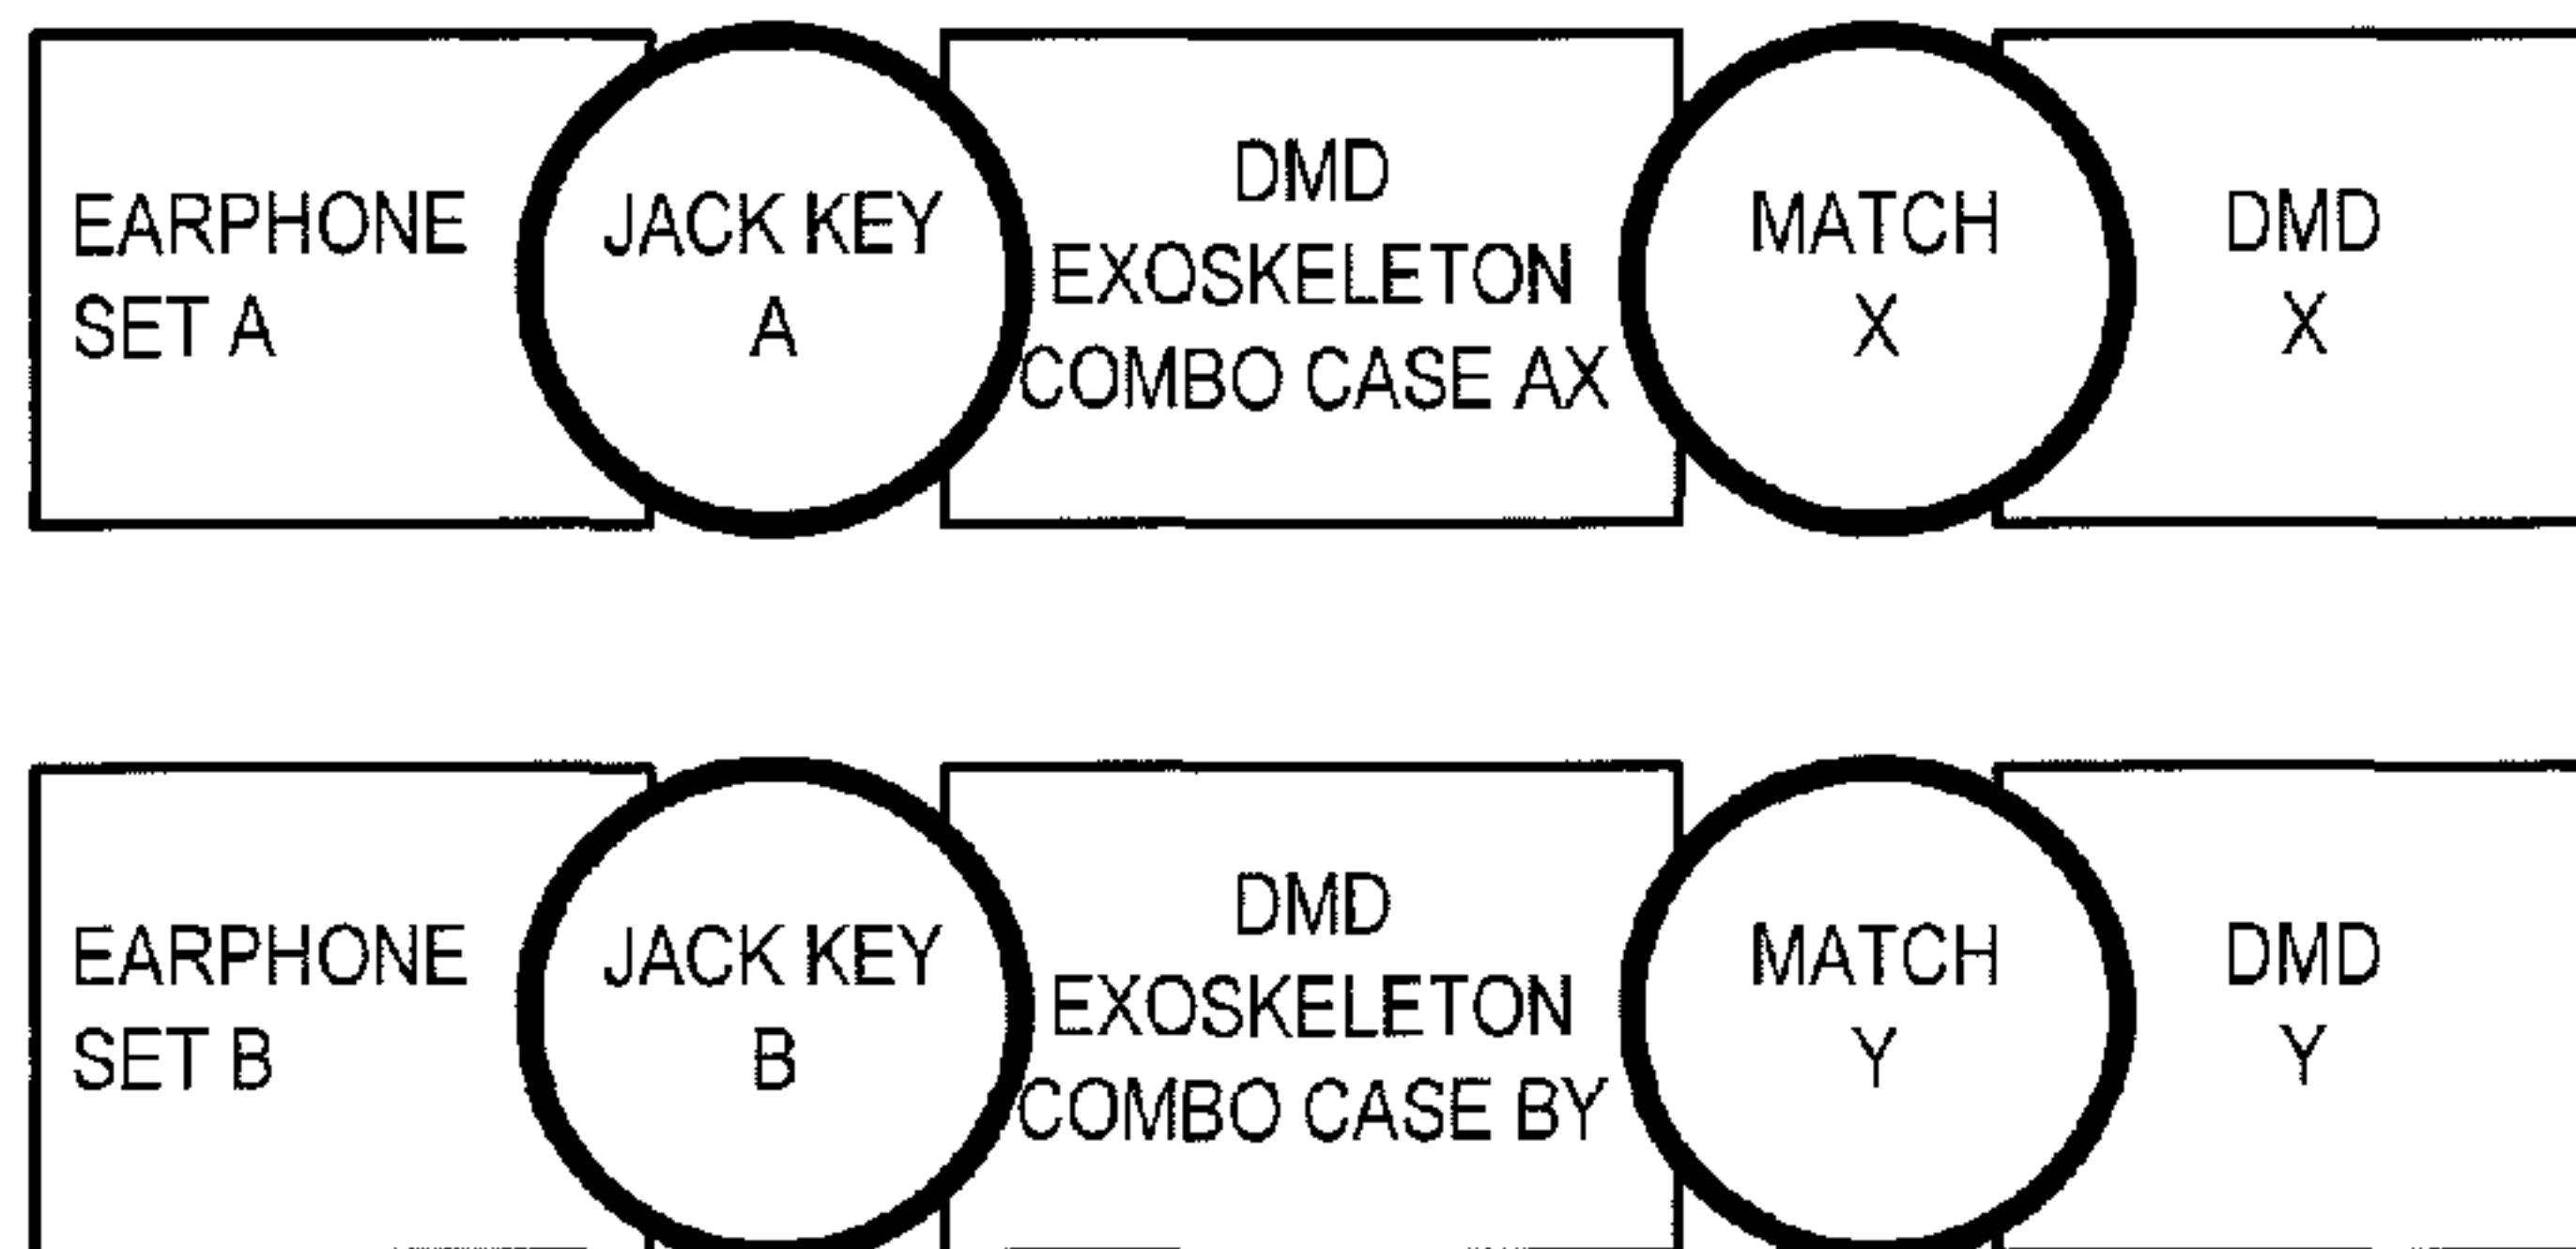 EARPHONE
SET A
JACK KEY
A
DMD
EXOSKELETON
COMBO CASE AX
MATCH
X
DMD
X
EARPHONE
SET B
JACK KEY
B
DMD
EXOSKELETON
COMBO CASE BY
MATCH
Y
DMD
Y